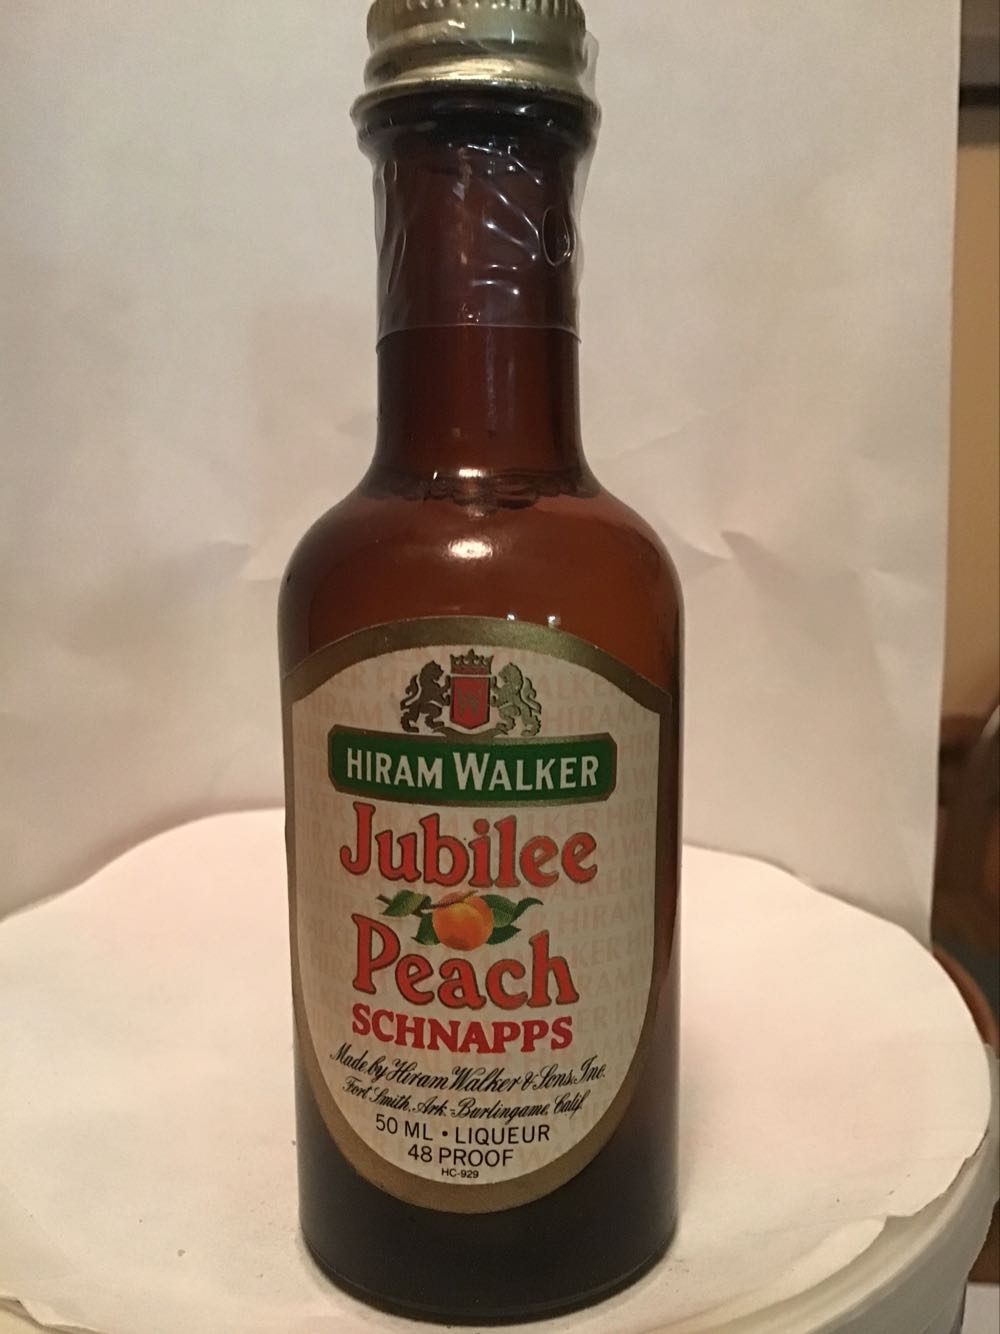 HIRAM WALKER
Jubilee
Peach
SCHNAPPS
Made by Hiram Walker & Sons, Inc.
Fort Smith, Ark.-Burlingame, Calif.
50 ML • LIQUEUR
48 PROOF
HC-929